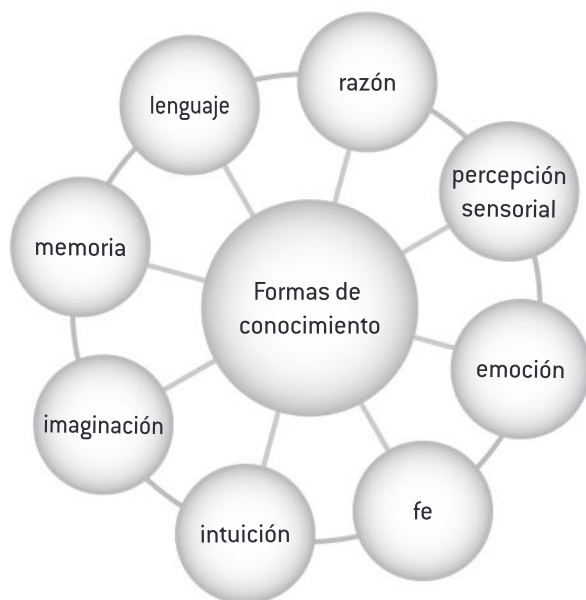 Formas de
conocimiento
razón
percepción
sensorial
emoción
fe
intuición
imaginación
memoria
lenguaje